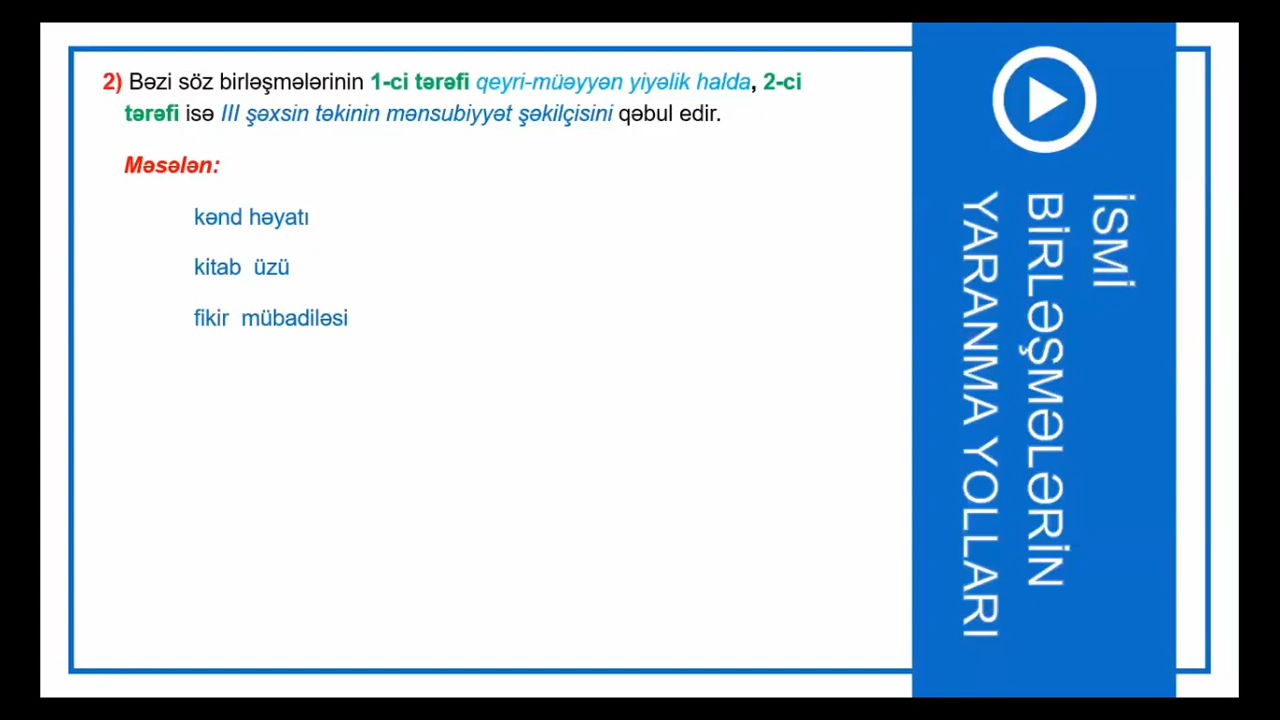 2) Bəzi söz birləşmələrinin 1-ci tərəfi qeyri-müəyyən yiyəlik halda, 2-ci
tərəfi isə III şəxsin təkinin mənsubiyyət şəkilçisini qəbul edir.
Məsələn:
kənd həyatı
kitab üzü
fikir mübadiləsi
İSMİ
BİRLƏŞMƏLƏRİN
YARANMA YOLLARI